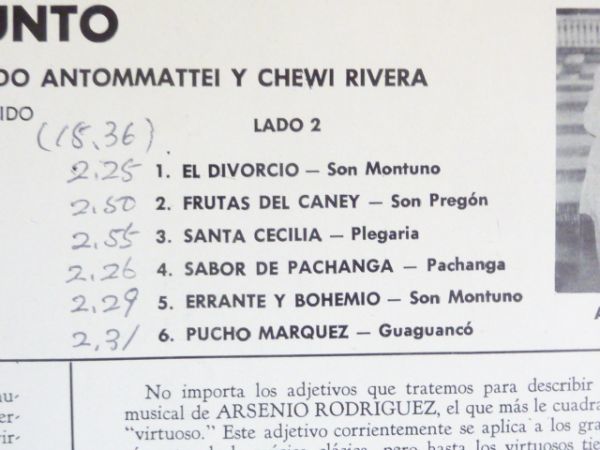 UNTO
DO ANTOMMATTEI Y CHEWI RIVERA
IDO
(18.36)
LADO 2
2.25 1. EL DIVORCIO — Son Montuno
2.50 2. FRUTAS DEL CANEY — Son Pregón
2.55 3. SANTA CECILIA — Plegaria
2.26 4. SABOR DE PACHANGA — Pachanga
2.29 5. ERRANTE Y BOHEMIO — Son Montuno
2.31 6. PUCHO MARQUEZ — Guaguancó
nu-
er-
rir-
No importa los adjetivos que tratemos para describir
musical de ARSENIO RODRIGUEZ, el que más le cuadra
"virtuoso." Este adjetivo corrientemente se aplica a los gra